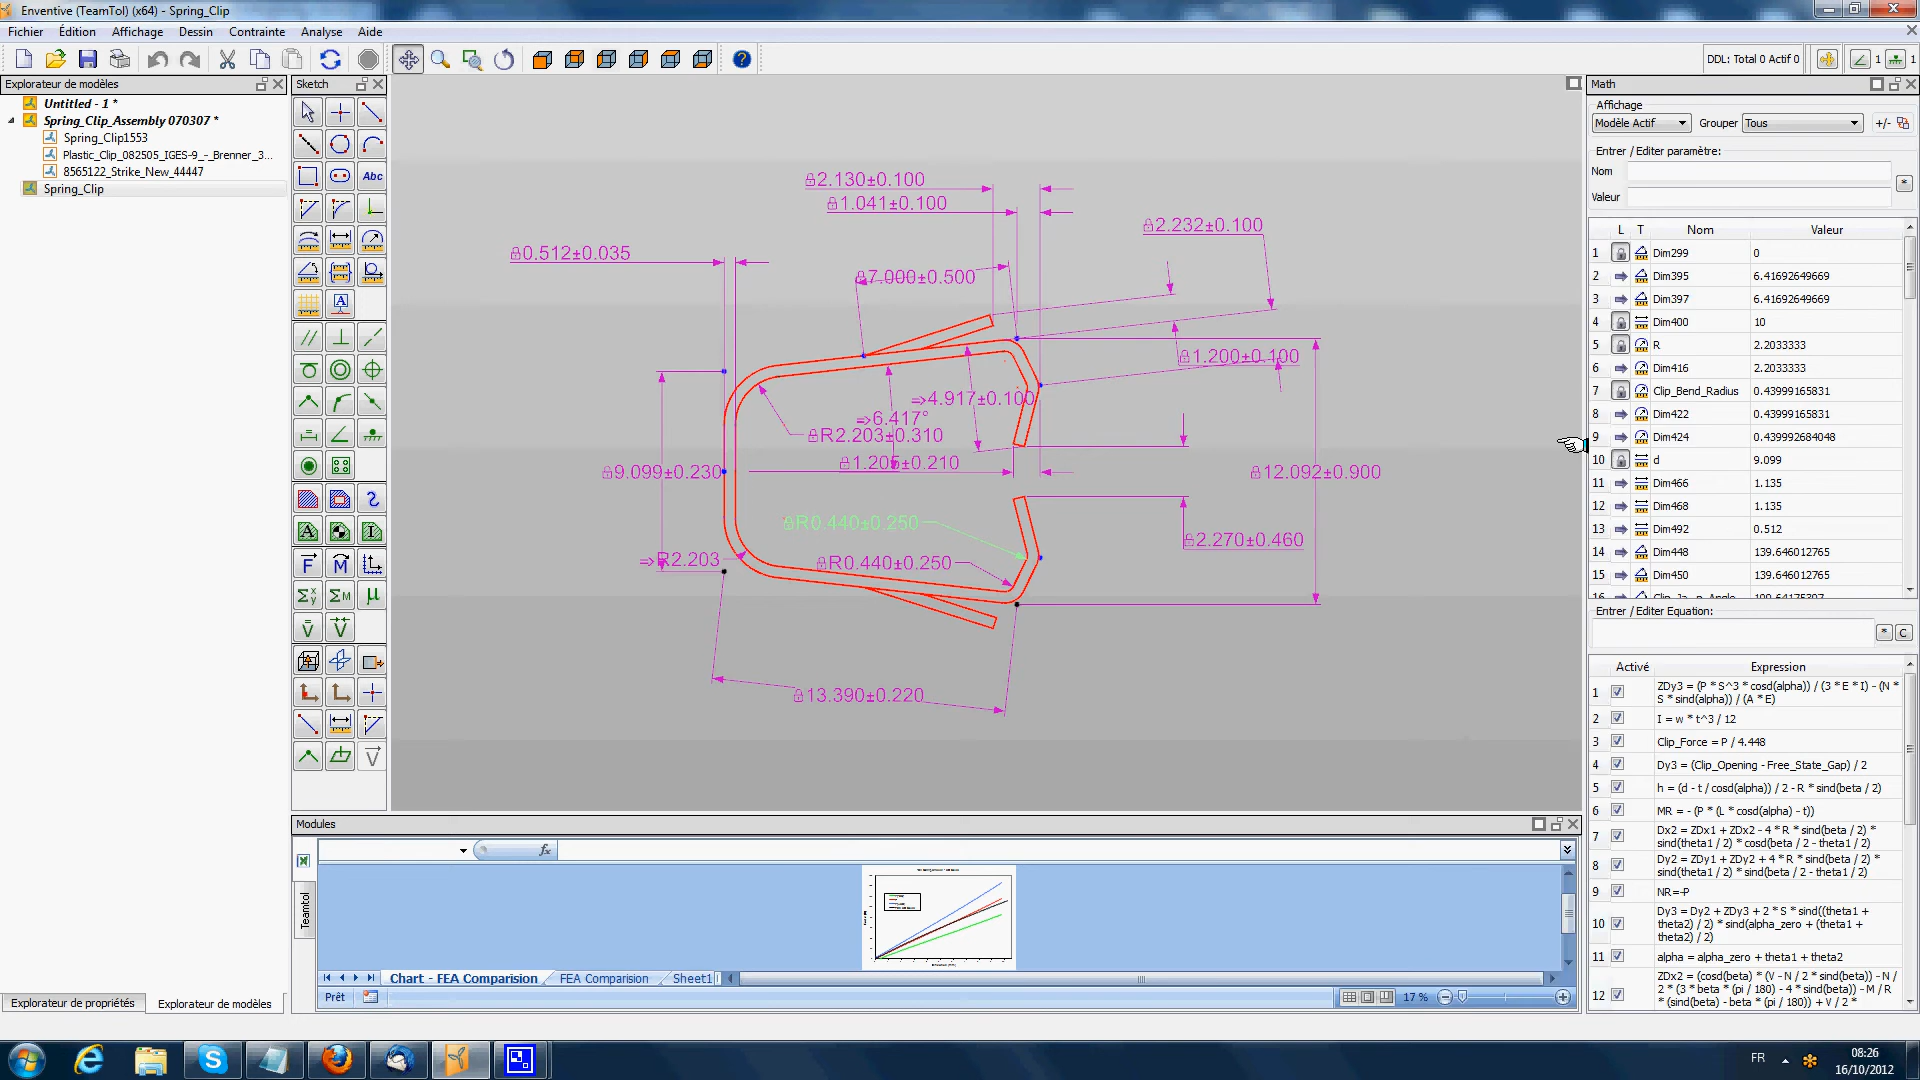 Enventive (TeamTol) (x64) - Spring_Clip
Fichier Édition Affichage Dessin Contrainte Analyse Aide
DDL: Total 0 Actif 0
1
1
Explorateur de modèles
Untitled - 1 *
Spring_Clip_Assembly 070307 *
Spring_Clip1553
Plastic_Clip_082505_IGES-9_-_Brenner_3...
8565122_Strike_New_44447
Spring_Clip
Explorateur de propriétés
Explorateur de modèles
Sketch
Abc
2.130±0.100
1.041±0.100
2.232±0.100
0.512±0.035
7.000±0.500
1.200±0.100
=>4.917±0.100
=>6.417°
R2.203±0.310
1.205±0.210
9.099±0.230
12.092±0.900
R0.440±0.250
2.270±0.460
=>R2.203
R0.440±0.250
13.390±0.220
Modules
fx
Teamtol
Chart - FEA Comparision
FEA Comparision
Sheet1
Prêt
17 %
Math
Affichage
Modèle Actif
Grouper
Tous
+/-
Entrer / Editer paramètre:
Nom
*
Valeur
L T Nom Valeur
1 Dim299 0
2 Dim395 6.41692649669
3 Dim397 6.41692649669
4 Dim400 10
5 R 2.2033333
6 Dim416 2.2033333
7 Clip_Bend_Radius 0.43999165831
8 Dim422 0.43999165831
9 Dim424 0.439992684048
10 d 9.099
11 Dim466 1.135
12 Dim468 1.135
13 Dim492 0.512
14 Dim448 139.646012765
15 Dim450 139.646012765
Entrer / Editer Equation:
* C
Activé Expression
1 ZDy3 = (P * S^3 * cosd(alpha)) / (3 * E * I) - (N *
S * sind(alpha)) / (A * E)
2 I = w * t^3 / 12
3 Clip_Force = P / 4.448
4 Dy3 = (Clip_Opening - Free_State_Gap) / 2
5 h = (d - t / cosd(alpha)) / 2 - R * sind(beta / 2)
6 MR = - (P * (L * cosd(alpha) - t))
7 Dx2 = ZDx1 + ZDx2 - 4 * R * sind(beta / 2) *
sind(theta1 / 2) * cosd(beta / 2 - theta1 / 2)
8 Dy2 = ZDy1 + ZDy2 + 4 * R * sind(beta / 2) *
sind(theta1 / 2) * sind(beta / 2 - theta1 / 2)
9 NR=-P
10 Dy3 = Dy2 + ZDy3 + 2 * S * sind((theta1 +
theta2) / 2) * sind(alpha_zero + (theta1 +
theta2) / 2)
11 alpha = alpha_zero + theta1 + theta2
12 ZDx2 = (cosd(beta) * (V - N / 2 * sind(beta)) - N /
2 * (3 * beta * (pi / 180) - 4 * sind(beta)) - M / R
* (sind(beta) - beta * (pi / 180)) + V / 2 *
FR
08:26
16/10/2012